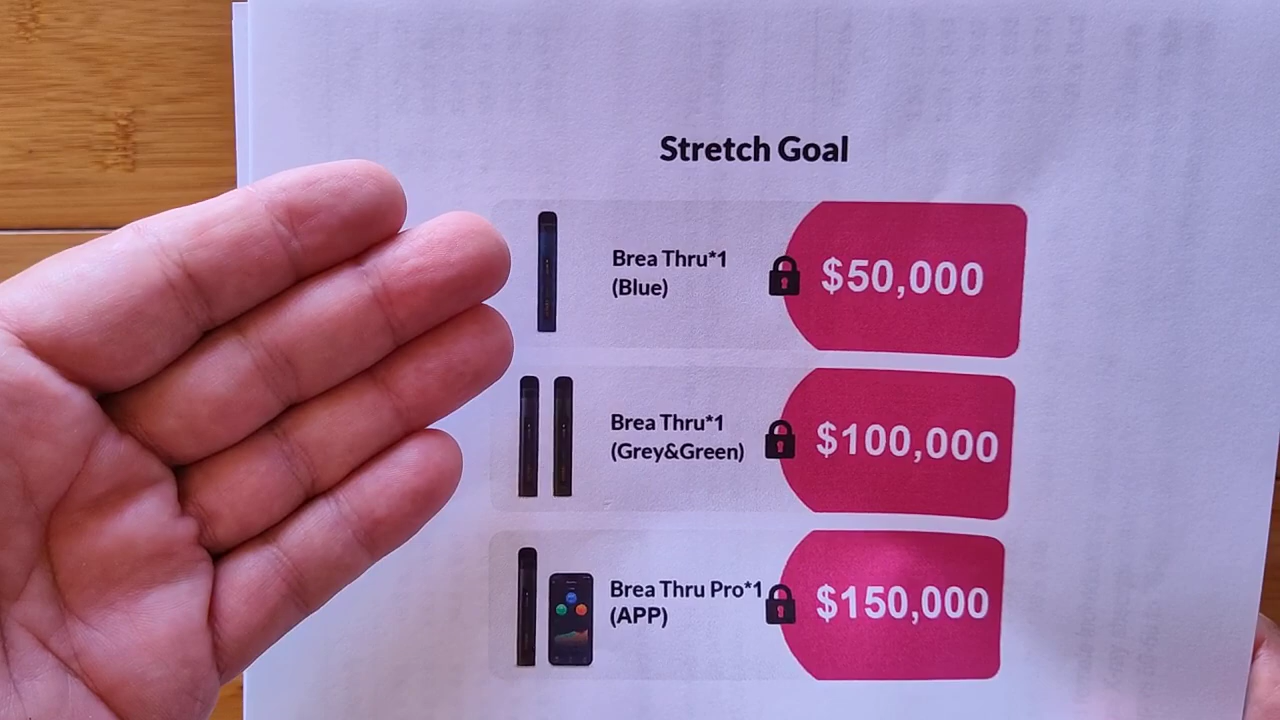 Stretch Goal
Brea Thru*1
(Blue)
$50,000
Brea Thru*1
(Grey&Green)
$100,000
Brea Thru Pro*1
(APP)
$150,000